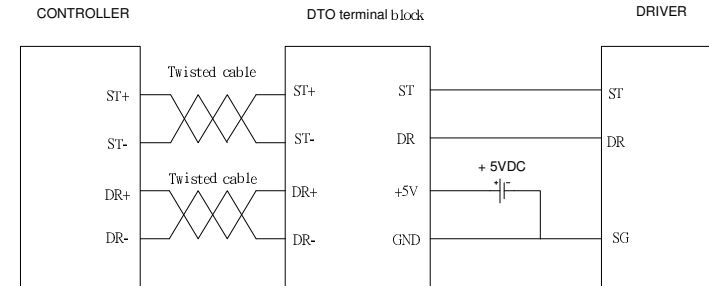 CONTROLLER DTO terminal block DRIVER
Twisted cable
ST+ ST+ ST ST
ST- ST- DR DR
+ 5VDC
Twisted cable
DR+ DR+ +5V + -
DR- DR- GND SG